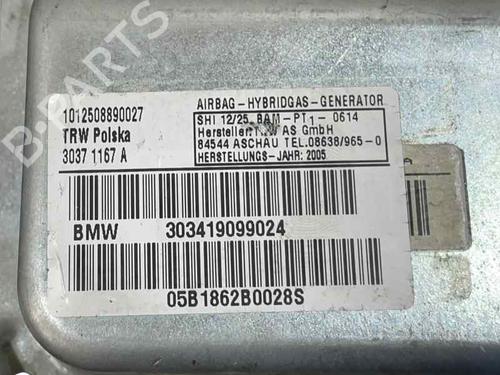 1012508890027
TRW Polska
3037 1167 A
AIRBAG-HYBRIDGAS-GENERATOR
SHI 12/25, BAM-PT1-0614
Hersteller: TRW AS GmbH
84544 ASCHAU TEL.08638/965-0
HERSTELLUNGS-JAHR: 2005
BMW 303419099024
05B1862B0028S
B-PARTS